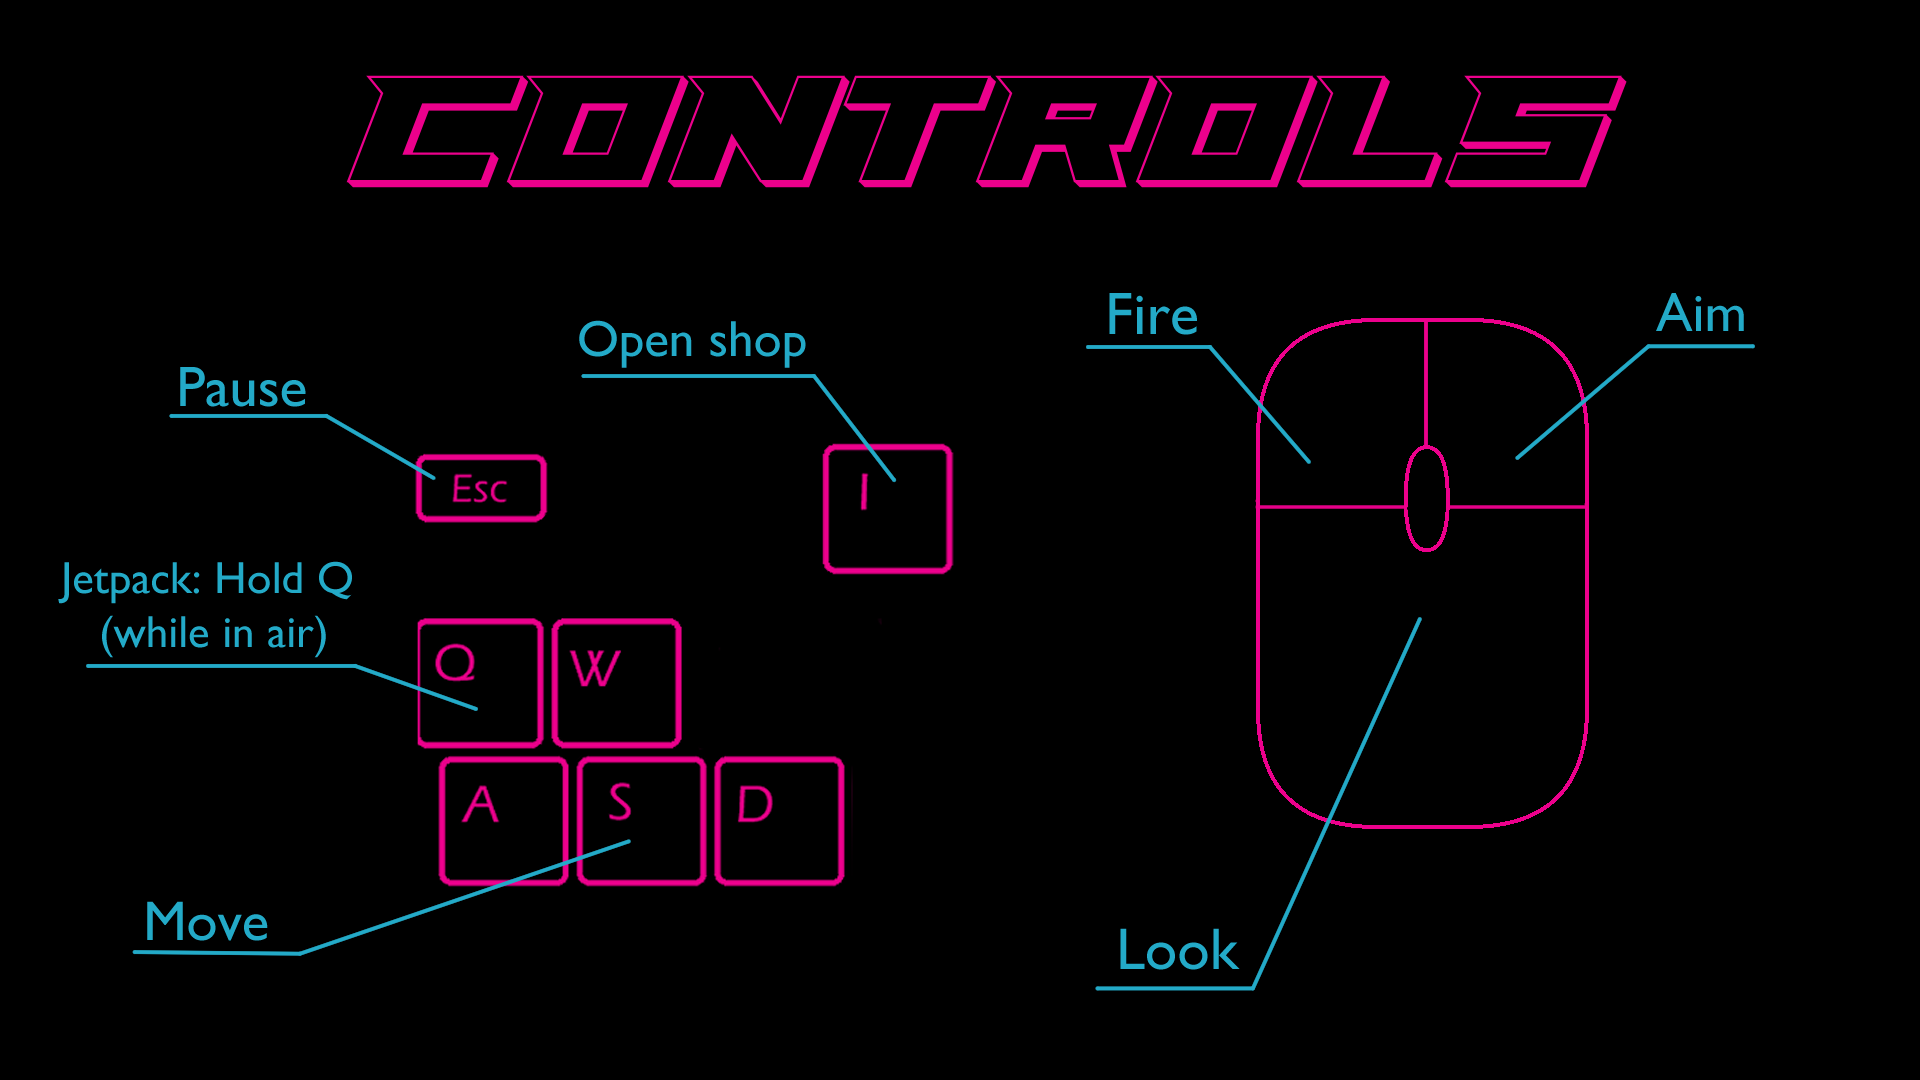 CONTROLS
Fire
Aim
Open shop
Pause
Esc
I
Jetpack: Hold Q
(while in air)
Q
W
A
S
D
Move
Look